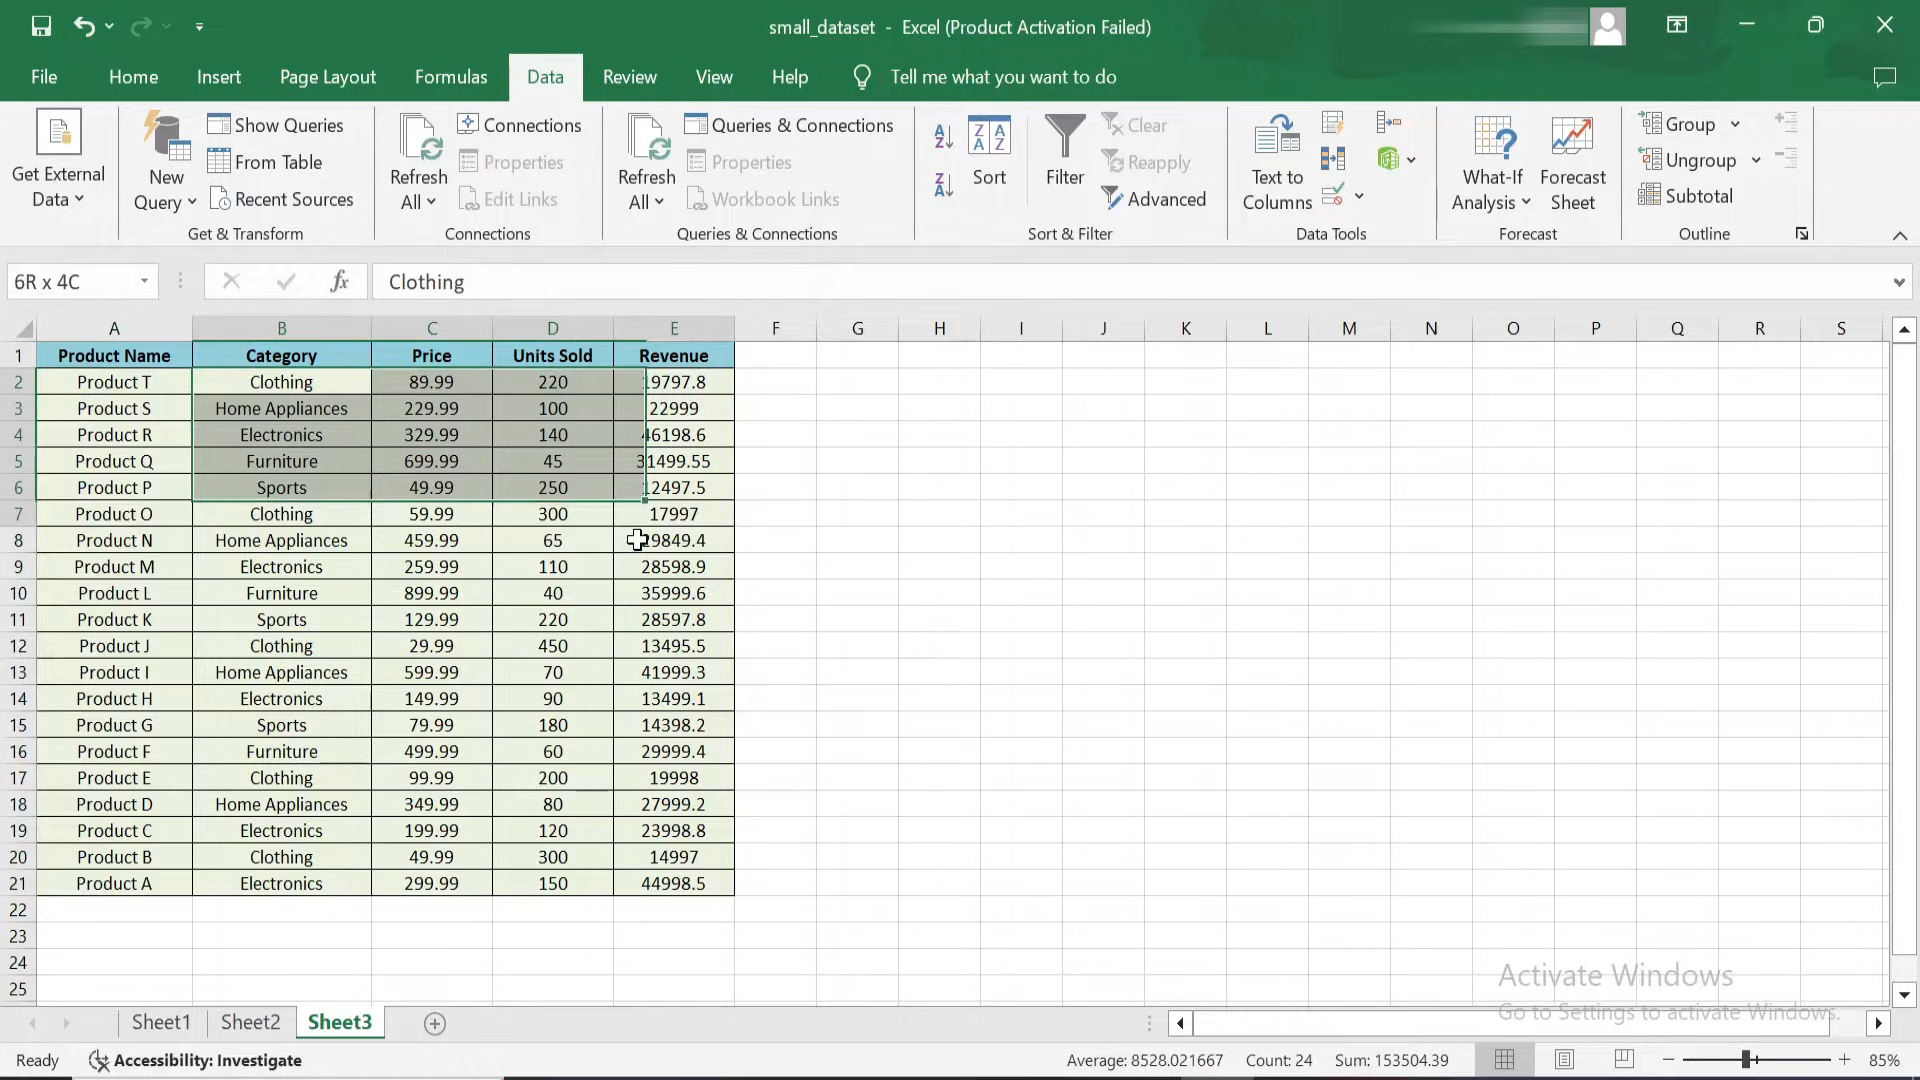 small_dataset - Excel (Product Activation Failed)
File Home Insert Page Layout Formulas Data Review View Help Tell me what you want to do
Get External Data
New Query
Show Queries
From Table
Recent Sources
Get & Transform
Refresh All
Connections
Properties
Edit Links
Connections
Refresh All
Queries & Connections
Properties
Workbook Links
Queries & Connections
Sort
Filter
Clear
Reapply
Advanced
Sort & Filter
Text to Columns
Data Tools
What-If Analysis
Forecast Sheet
Forecast
Group
Ungroup
Subtotal
Outline
6R x 4C fx Clothing
A B C D E F G H I J K L M N O P Q R S
1 Product Name Category Price Units Sold Revenue
2 Product T Clothing 89.99 220 19797.8
3 Product S Home Appliances 229.99 100 22999
4 Product R Electronics 329.99 140 46198.6
5 Product Q Furniture 699.99 45 31499.55
6 Product P Sports 49.99 250 12497.5
7 Product O Clothing 59.99 300 17997
8 Product N Home Appliances 459.99 65 9849.4
9 Product M Electronics 259.99 110 28598.9
10 Product L Furniture 899.99 40 35999.6
11 Product K Sports 129.99 220 28597.8
12 Product J Clothing 29.99 450 13495.5
13 Product I Home Appliances 599.99 70 41999.3
14 Product H Electronics 149.99 90 13499.1
15 Product G Sports 79.99 180 14398.2
16 Product F Furniture 499.99 60 29999.4
17 Product E Clothing 99.99 200 19998
18 Product D Home Appliances 349.99 80 27999.2
19 Product C Electronics 199.99 120 23998.8
20 Product B Clothing 49.99 300 14997
21 Product A Electronics 299.99 150 44998.5
22
23
24
25
Activate Windows
Go to Settings to activate Windows.
Sheet1 Sheet2 Sheet3
Ready Accessibility: Investigate Average: 8528.021667 Count: 24 Sum: 153504.39 85%